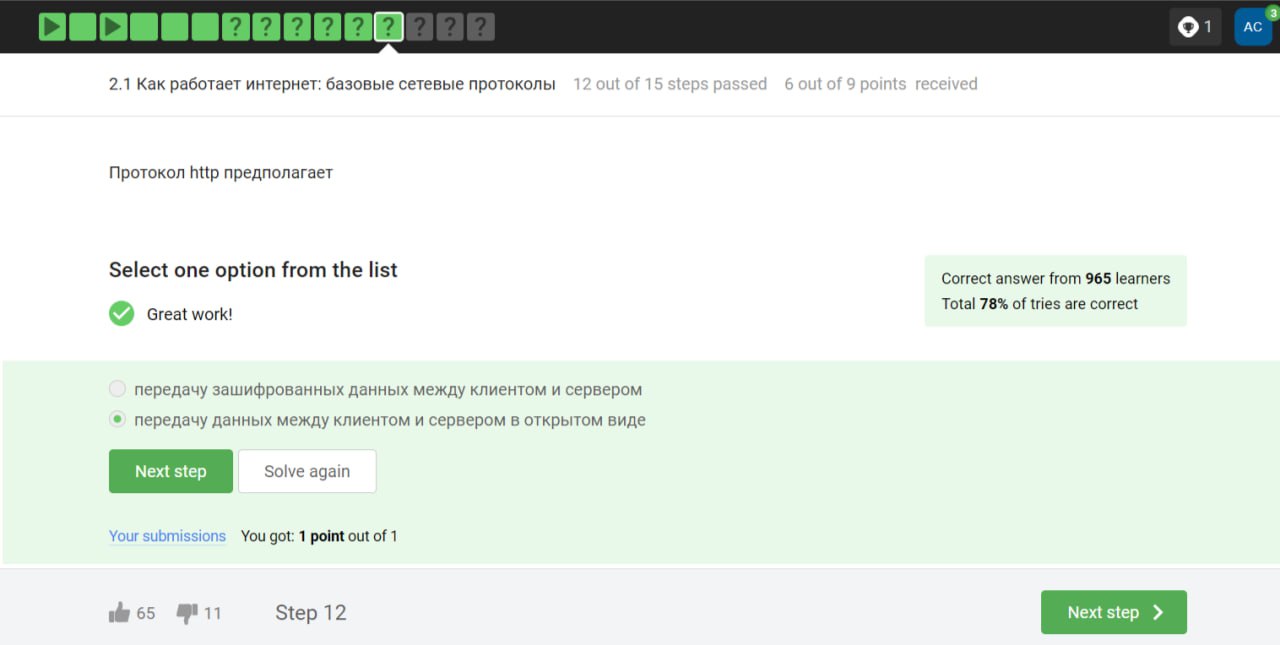 ? ? ? ? ? ? ? ? ?
1
AC
3
2.1 Как работает интернет: базовые сетевые протоколы 12 out of 15 steps passed 6 out of 9 points received
Протокол http предполагает
Select one option from the list
Great work!
Correct answer from 965 learners
Total 78% of tries are correct
передачу зашифрованных данных между клиентом и сервером
передачу данных между клиентом и сервером в открытом виде
Next step Solve again
Your submissions You got: 1 point out of 1
65 11 Step 12 Next step